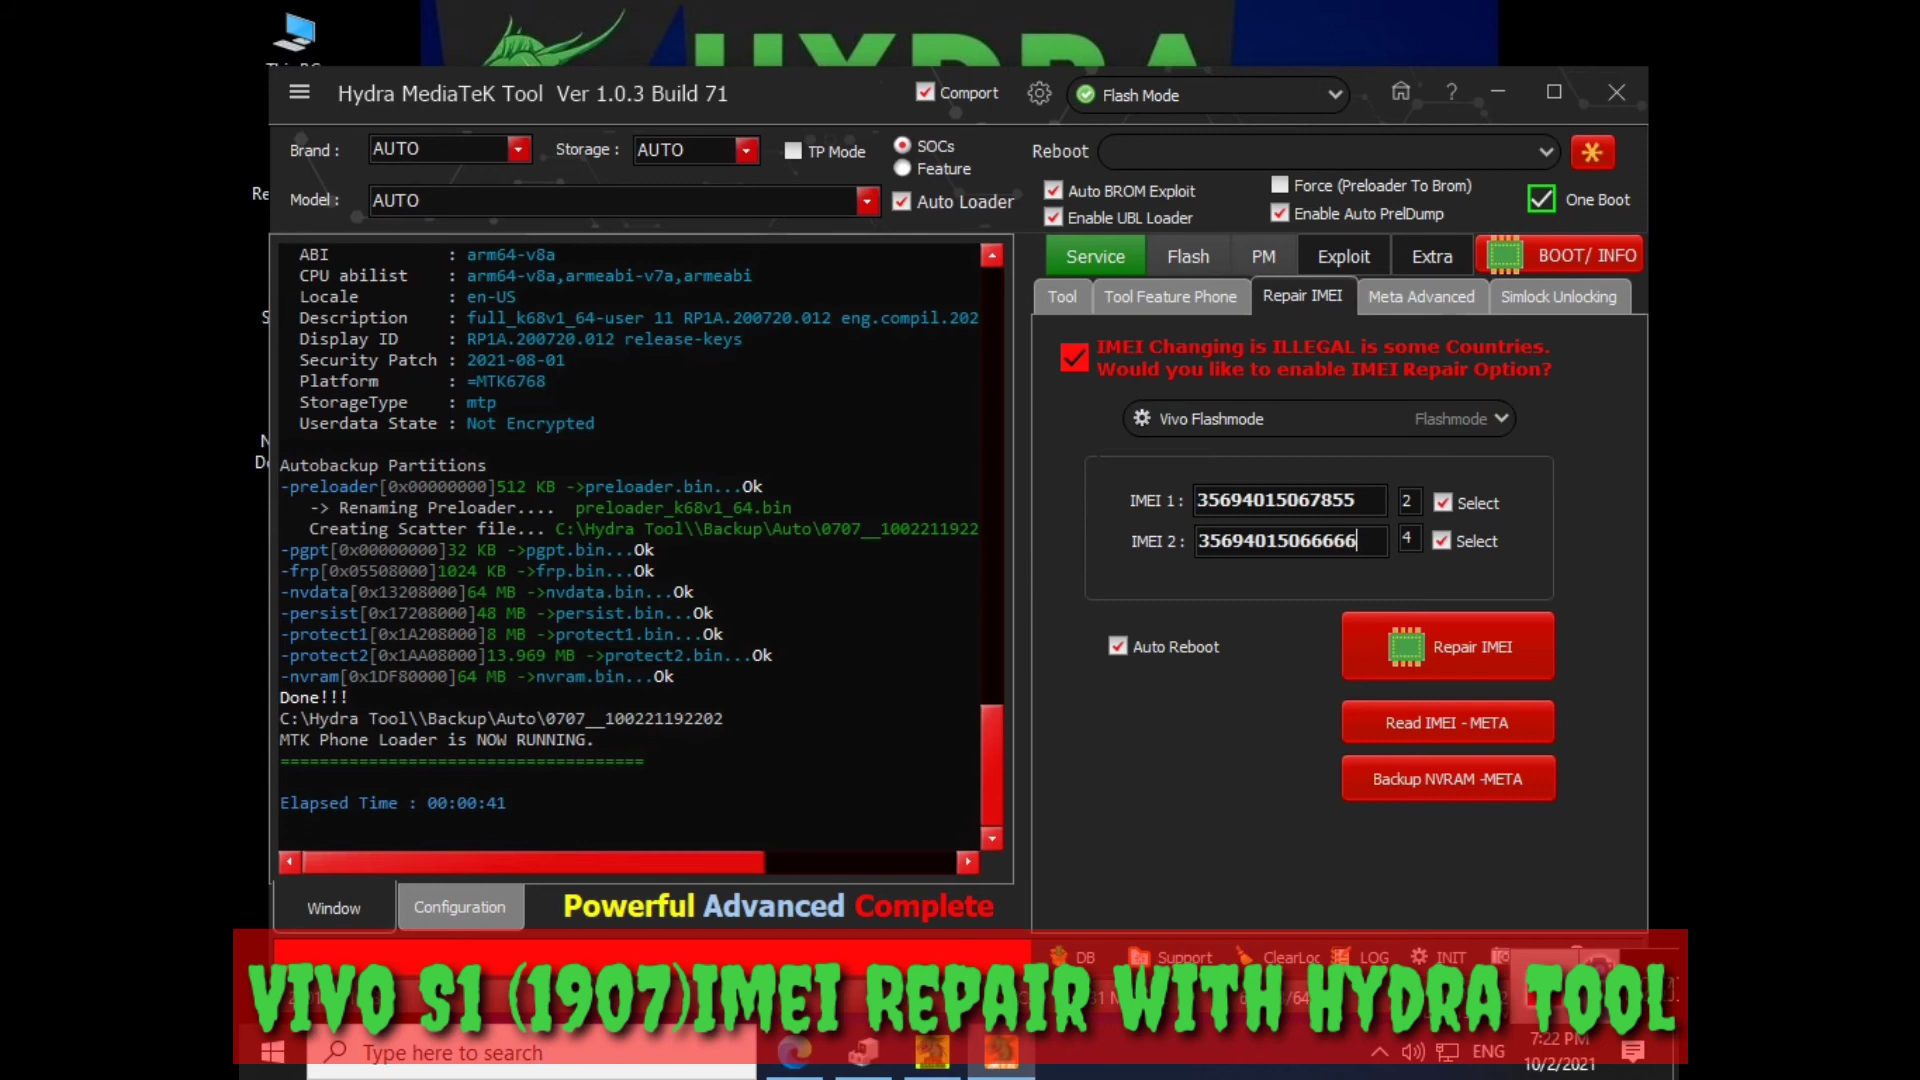 HYDRA
Hydra MediaTeK Tool Ver 1.0.3 Build 71
Comport
Flash Mode
?
Brand :
AUTO
Storage :
AUTO
TP Mode
SOCs
Feature
Reboot
Model :
AUTO
Auto Loader
Auto BROM Exploit
Enable UBL Loader
Force (Preloader To Brom)
Enable Auto PrelDump
One Boot
ABI : arm64-v8a
CPU abilist : arm64-v8a,armeabi-v7a,armeabi
Locale : en-US
Description : full_k68v1_64-user 11 RP1A.200720.012 eng.compil.202
Display ID : RP1A.200720.012 release-keys
Security Patch : 2021-08-01
Platform : =MTK6768
StorageType : mtp
Userdata State : Not Encrypted
Autobackup Partitions
-preloader[0x00000000]512 KB ->preloader.bin...Ok
-> Renaming Preloader.... preloader_k68v1_64.bin
Creating Scatter file... C:\Hydra Tool\\Backup\Auto\0707__1002211922
-pgpt[0x00000000]32 KB ->pgpt.bin...Ok
-frp[0x05508000]1024 KB ->frp.bin...Ok
-nvdata[0x13208000]64 MB ->nvdata.bin...Ok
-persist[0x17208000]48 MB ->persist.bin...Ok
-protect1[0x1A208000]8 MB ->protect1.bin...Ok
-protect2[0x1AA08000]13.969 MB ->protect2.bin...Ok
-nvram[0x1DF80000]64 MB ->nvram.bin...Ok
Done!!!
C:\Hydra Tool\\Backup\Auto\0707__100221192202
MTK Phone Loader is NOW RUNNING.
=====================================
Elapsed Time : 00:00:41
Window
Configuration
Powerful Advanced Complete
Service
Flash
PM
Exploit
Extra
BOOT/ INFO
Tool
Tool Feature Phone
Repair IMEI
Meta Advanced
Simlock Unlocking
IMEI Changing is ILLEGAL is some Countries.
Would you like to enable IMEI Repair Option?
Vivo Flashmode
Flashmode
IMEI 1 : 35694015067855 2 Select
IMEI 2 : 35694015066666 4 Select
Auto Reboot
Repair IMEI
Read IMEI - META
Backup NVRAM -META
DB
Support
ClearLog
LOG
INIT
VIVO S1 (1907)IMEI REPAIR WITH HYDRA TOOL
Type here to search
ENG
7:22 PM
10/2/2021